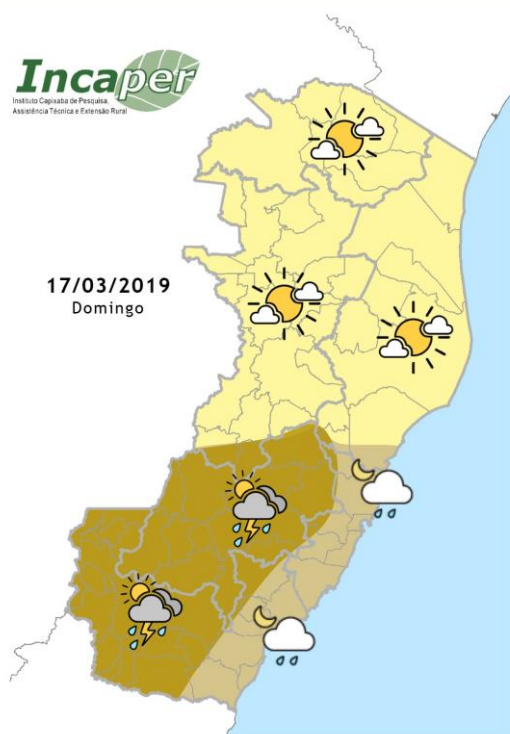 Incaper
Instituto Capixaba de Pesquisa,
Assistência Técnica e Extensão Rural
17/03/2019
Domingo